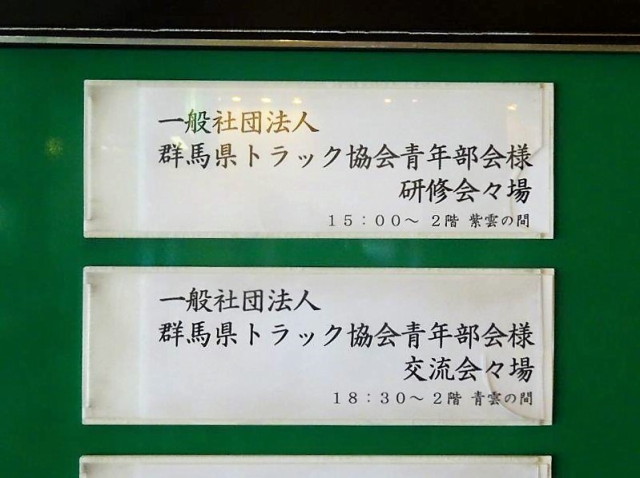 一般社団法人
群馬県トラック協会青年部会様
研修会々場
15:00〜 2階 紫雲の間
一般社団法人
群馬県トラック協会青年部会様
交流会々場
18:30〜 2階 青雲の間